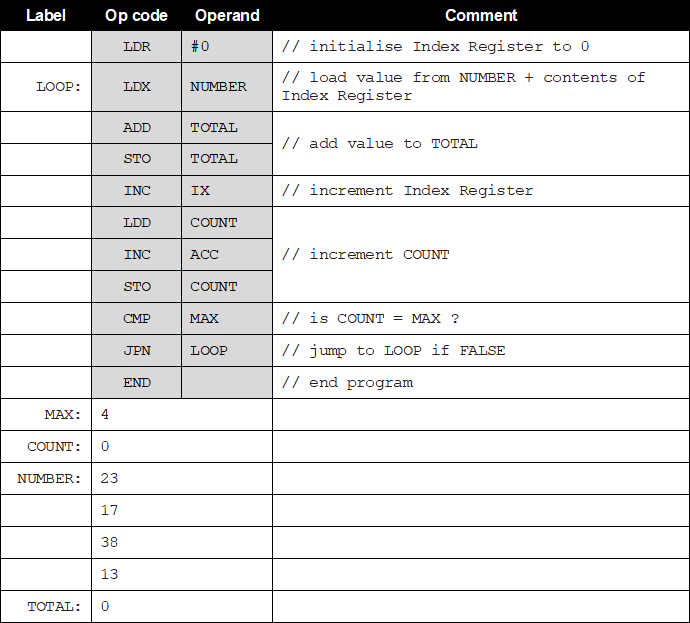 Label Op code Operand Comment
LDR #0 // initialise Index Register to 0
LOOP: LDX NUMBER // load value from NUMBER + contents of
Index Register
ADD TOTAL
// add value to TOTAL
STO TOTAL
INC IX // increment Index Register
LDD COUNT
INC ACC // increment COUNT
STO COUNT
CMP MAX // is COUNT = MAX ?
JPN LOOP // jump to LOOP if FALSE
END // end program
MAX: 4
COUNT: 0
NUMBER: 23
17
38
13
TOTAL: 0